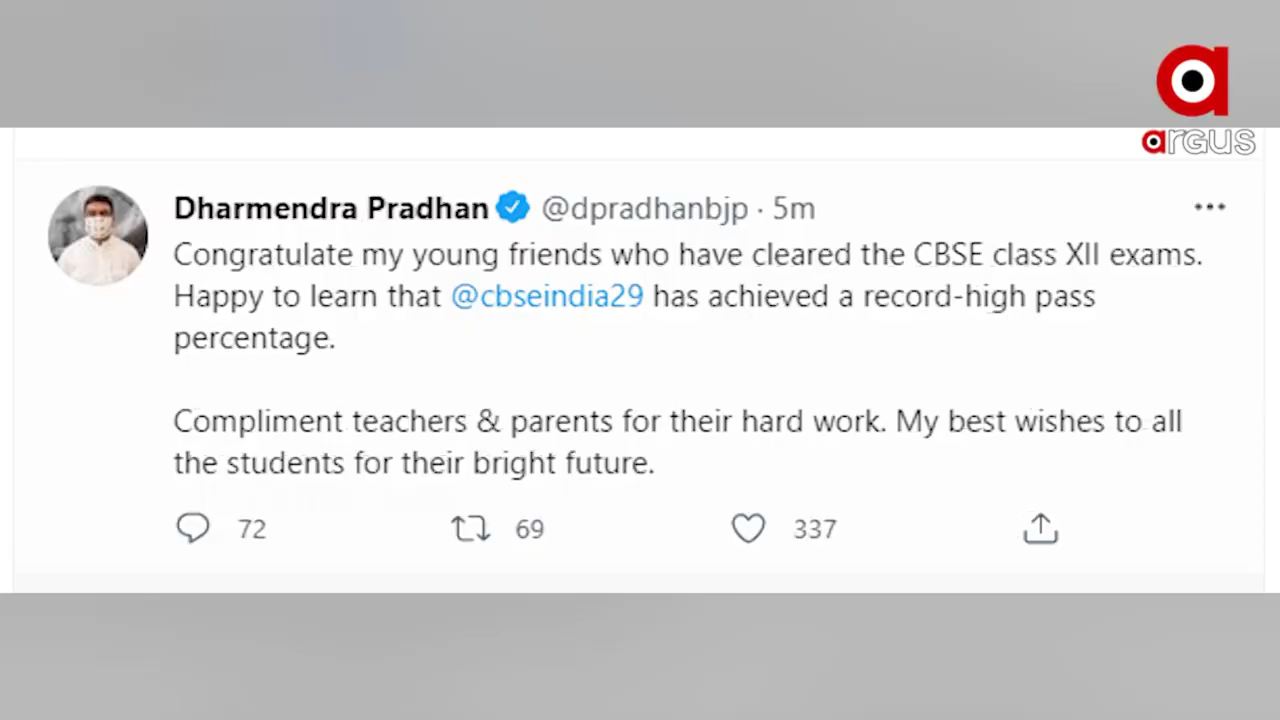 a
argus
Dharmendra Pradhan @dpradhanbjp · 5m
Congratulate my young friends who have cleared the CBSE class XII exams.
Happy to learn that @cbseindia29 has achieved a record-high pass
percentage.
Compliment teachers & parents for their hard work. My best wishes to all
the students for their bright future.
72 69 337